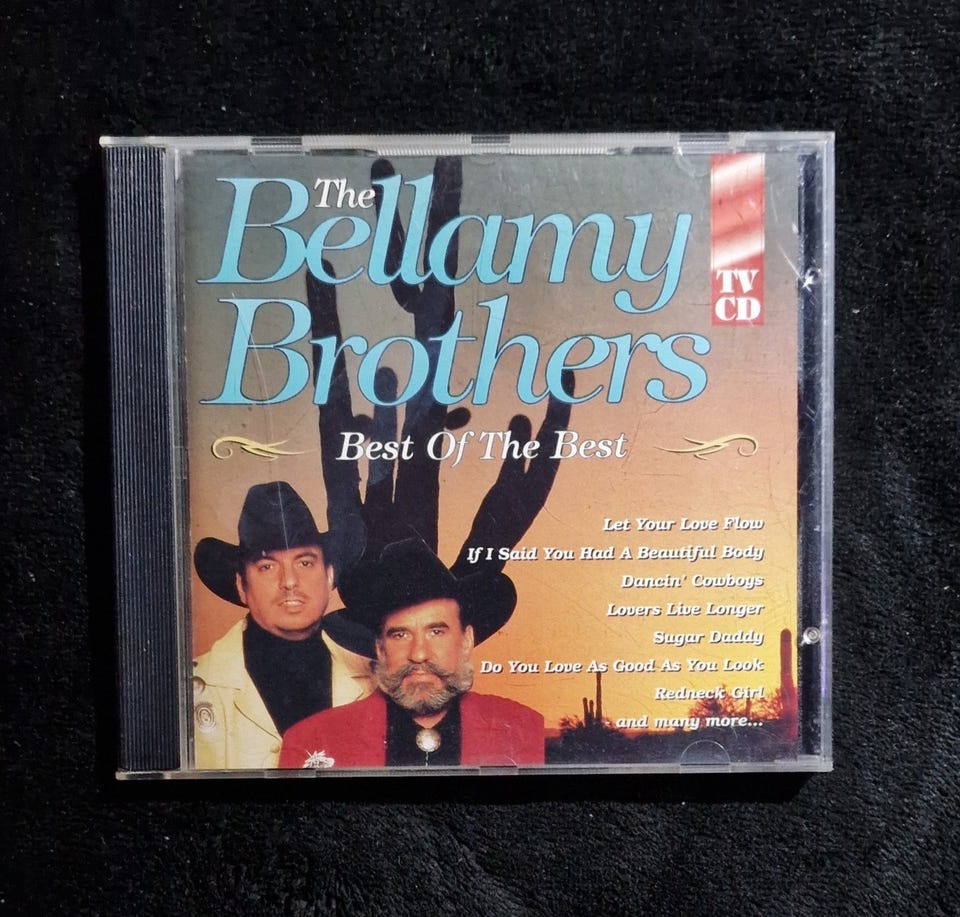 The
Bellamy
Brothers
TV
CD
Best Of The Best
Let Your Love Flow
If I Said You Had A Beautiful Body
Dancin' Cowboys
Lovers Live Longer
Sugar Daddy
Do You Love As Good As You Look
Redneck Girl
and many more...